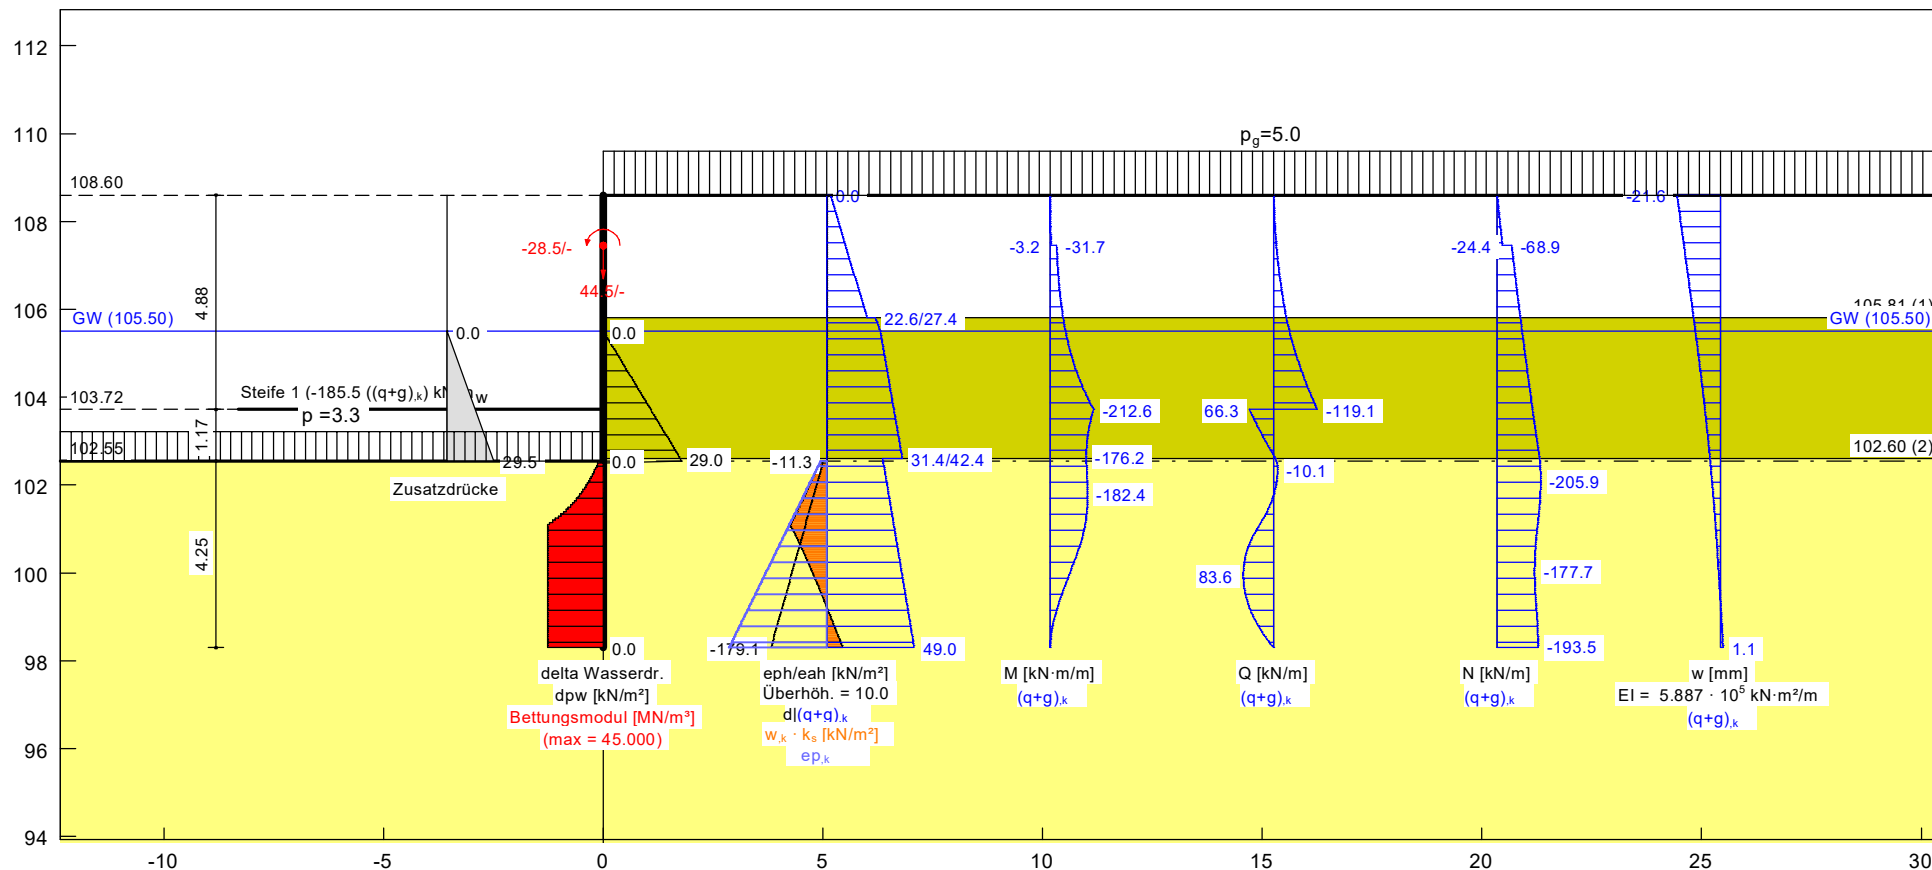 112
110
108
106
104
102
100
98
96
94
p_g=5.0
108.60
0.0
-21.6
-28.5/-
-3.2
-31.7
-24.4
-68.9
44.5/-
4.88
105.81 (1)
GW (105.50)
22.6/27.4
GW (105.50)
0.0
0.0
103.72
Steife 1 (-185.5 ((q+g),k) kN
w
p =3.3
-212.6
66.3
-119.1
1.17
102.55
102.60 (2)
29.5
0.0
29.0
-11.3
31.4/42.4
-176.2
-10.1
Zusatzdrücke
-182.4
-205.9
4.25
83.6
-177.7
0.0
-179.1
49.0
-193.5
1.1
delta Wasserdr.
dpw [kN/m²]
Bettungsmodul [MN/m³]
(max = 45.000)
eph/eah [kN/m²]
Überhöh. = 10.0
d|(q+g),k
w,k · k_s [kN/m²]
ep,k
M [kN·m/m]
(q+g),k
Q [kN/m]
(q+g),k
N [kN/m]
(q+g),k
w [mm]
EI = 5.887 · 10⁵ kN·m²/m
(q+g),k
-10
-5
0
5
10
15
20
25
30